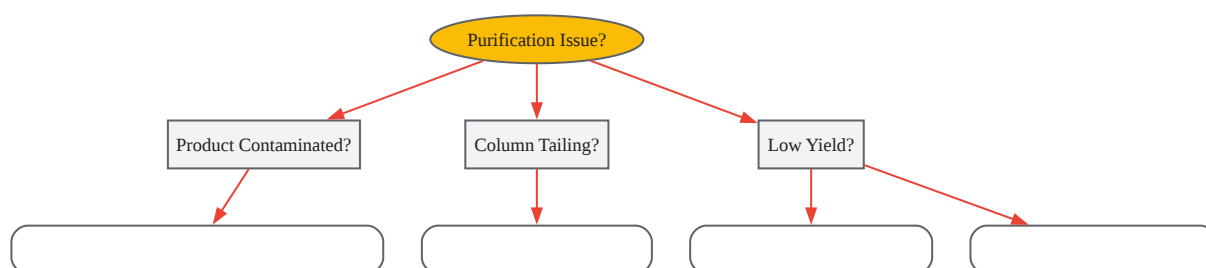 Purification Issue?
Product Contaminated?
Column Tailing?
Low Yield?